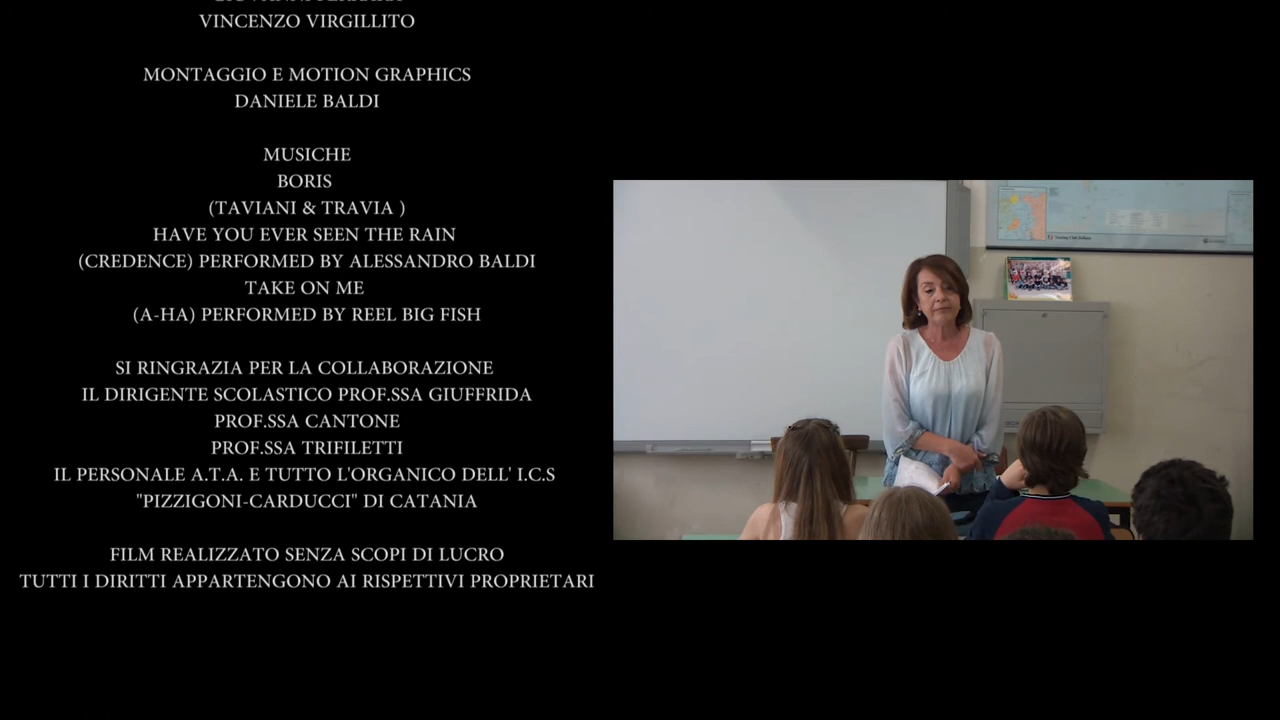 VINCENZO VIRGILLITO
MONTAGGIO E MOTION GRAPHICS
DANIELE BALDI
MUSICHE
BORIS
(TAVIANI & TRAVIA )
HAVE YOU EVER SEEN THE RAIN
(CREDENCE) PERFORMED BY ALESSANDRO BALDI
TAKE ON ME
(A-HA) PERFORMED BY REEL BIG FISH
SI RINGRAZIA PER LA COLLABORAZIONE
IL DIRIGENTE SCOLASTICO PROF.SSA GIUFFRIDA
PROF.SSA CANTONE
PROF.SSA TRIFILETTI
IL PERSONALE A.T.A. E TUTTO L'ORGANICO DELL' I.C.S
"PIZZIGONI-CARDUCCI" DI CATANIA
FILM REALIZZATO SENZA SCOPI DI LUCRO
TUTTI I DIRITTI APPARTENGONO AI RISPETTIVI PROPRIETARI
Touring Club Italiano